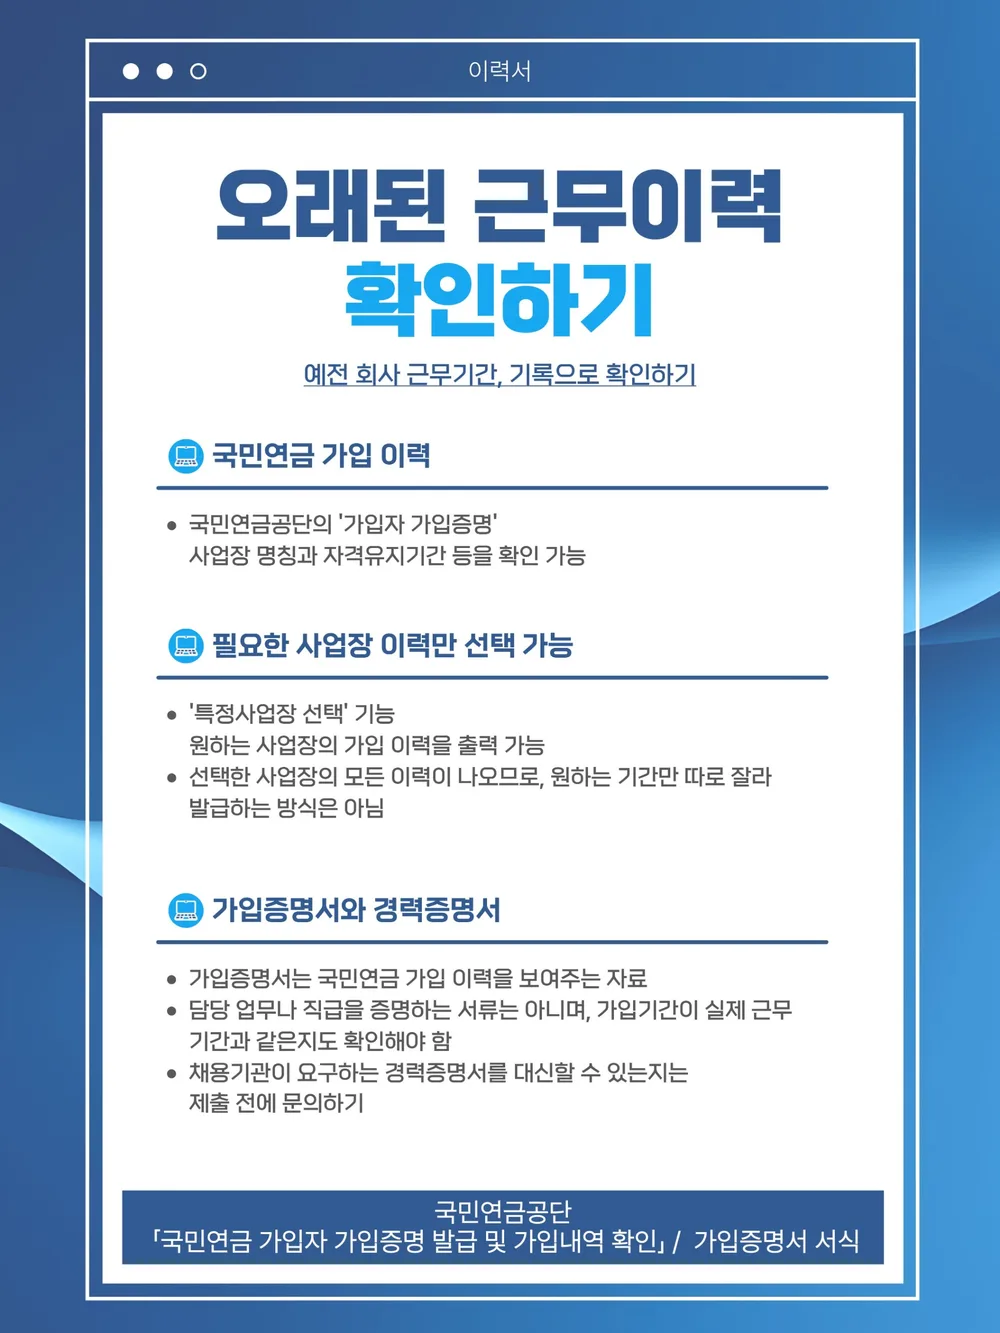 이력서
오래된 근무이력
확인하기
예전 회사 근무기간, 기록으로 확인하기
국민연금 가입 이력
• 국민연금공단의 '가입자 가입증명'
사업장 명칭과 자격유지기간 등을 확인 가능
필요한 사업장 이력만 선택 가능
• '특정사업장 선택' 기능
원하는 사업장의 가입 이력을 출력 가능
• 선택한 사업장의 모든 이력이 나오므로, 원하는 기간만 따로 잘라
발급하는 방식은 아님
가입증명서와 경력증명서
• 가입증명서는 국민연금 가입 이력을 보여주는 자료
• 담당 업무나 직급을 증명하는 서류는 아니며, 가입기간이 실제 근무
기간과 같은지도 확인해야 함
• 채용기관이 요구하는 경력증명서를 대신할 수 있는지는
제출 전에 문의하기
국민연금공단
「국민연금 가입자 가입증명 발급 및 가입내역 확인」 / 가입증명서 서식